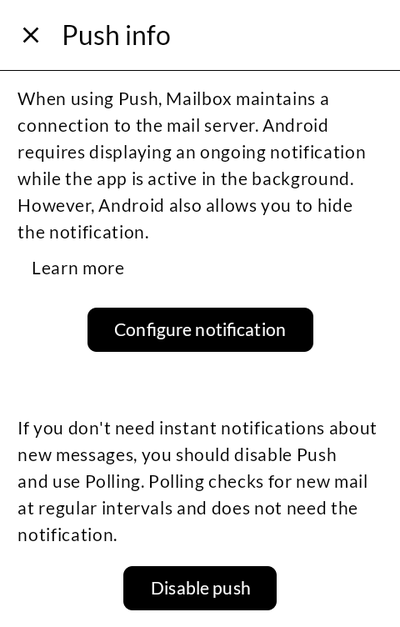 Push info
When using Push, Mailbox maintains a
connection to the mail server. Android
requires displaying an ongoing notification
while the app is active in the background.
However, Android also allows you to hide
the notification.
Learn more
Configure notification
If you don't need instant notifications about
new messages, you should disable Push
and use Polling. Polling checks for new mail
at regular intervals and does not need the
notification.
Disable push